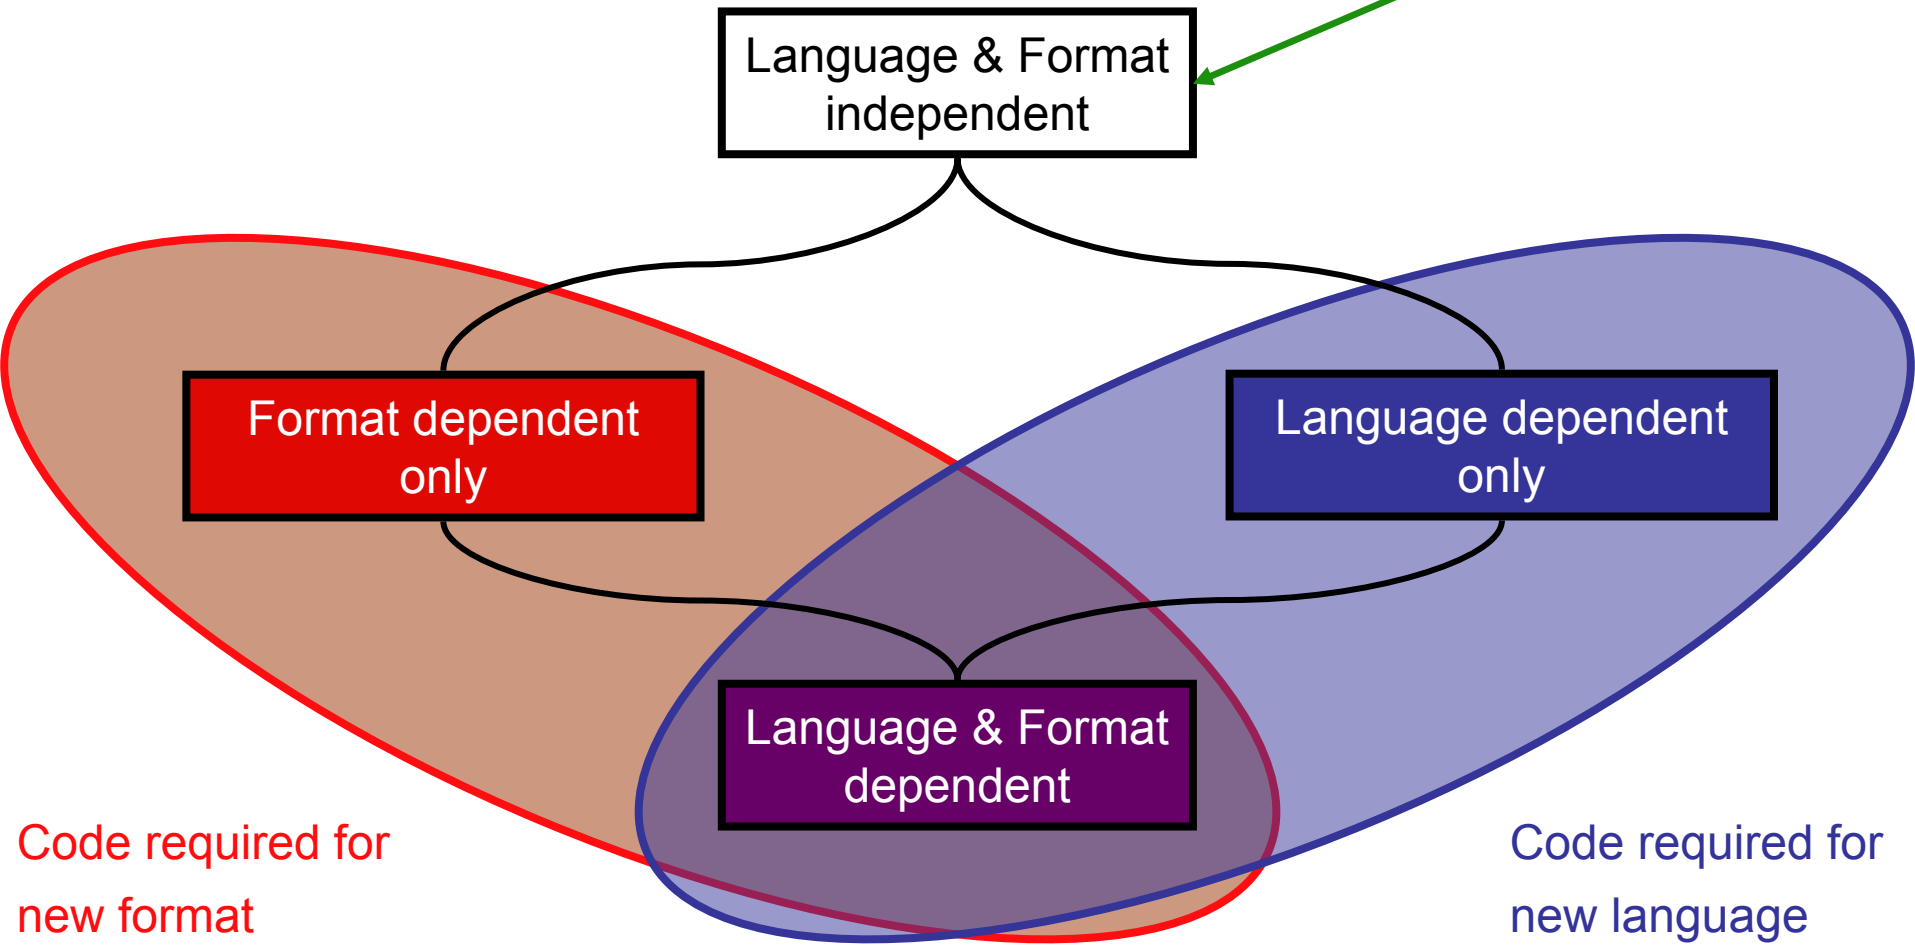 Language & Format
independent
Format dependent
only
Language dependent
only
Language & Format
dependent
Code required for
new format
Code required for
new language